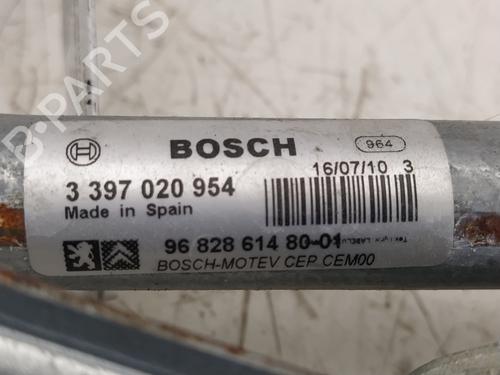 B-PARTS
BOSCH
964
3 397 020 954
16/07/10 3
Made in Spain
96 828 614 80-01
BOSCH-MOTEV CEP CEM00